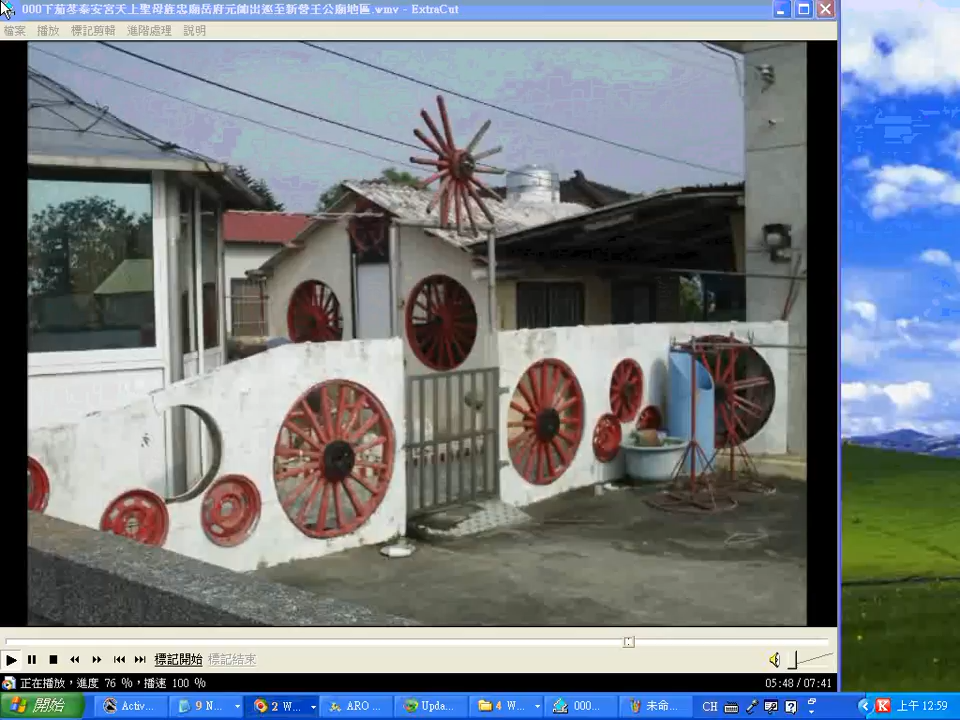 000下茄苳泰安宮天上聖母旌忠廟岳府元帥出巡至新營王公廟地區.wmv - ExtraCut
檔案 播放 標記剪輯 進階處理 說明
標記開始 標記結束
正在播放，進度 76 %，播速 100 %
05:48 / 07:41
開始
Activ...
9 N...
2 W...
ARO ...
Upda...
4 W...
000...
未命...
CH
上午 12:59